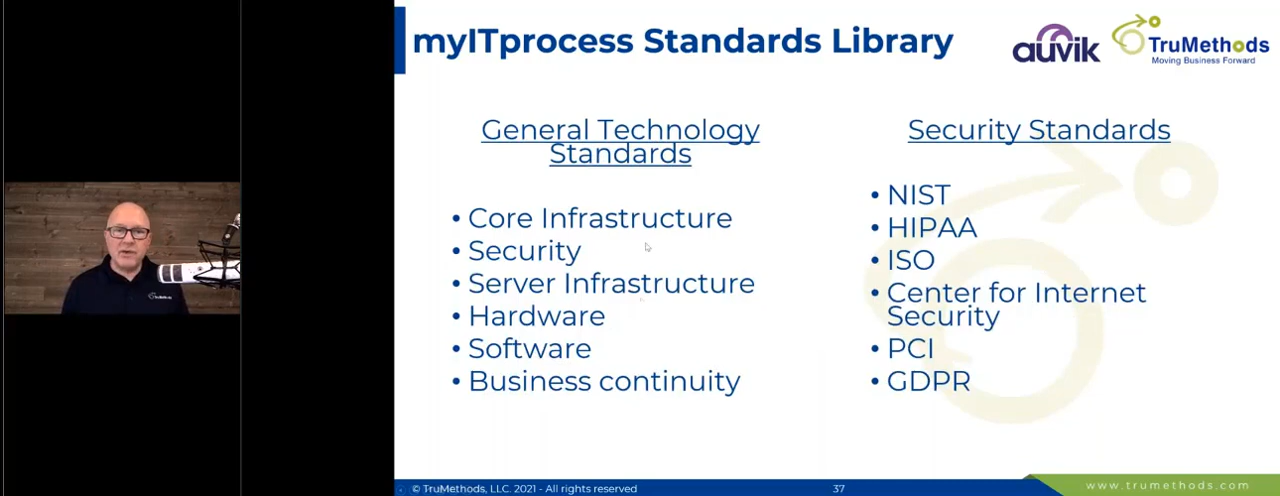 myITprocess Standards Library
auvik
TruMethods
Moving Business Forward
General Technology
Standards
• Core Infrastructure
• Security
• Server Infrastructure
• Hardware
• Software
• Business continuity
Security Standards
• NIST
• HIPAA
• ISO
• Center for Internet
Security
• PCI
• GDPR
© TruMethods, LLC. 2021 - All rights reserved
37
www.trumethods.com